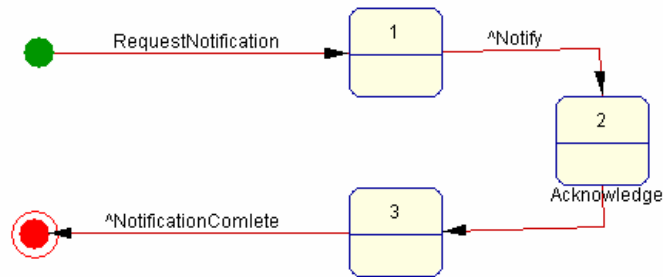 RequestNotification
1
^Notify
2
Acknowledge
3
^NotificationComlete